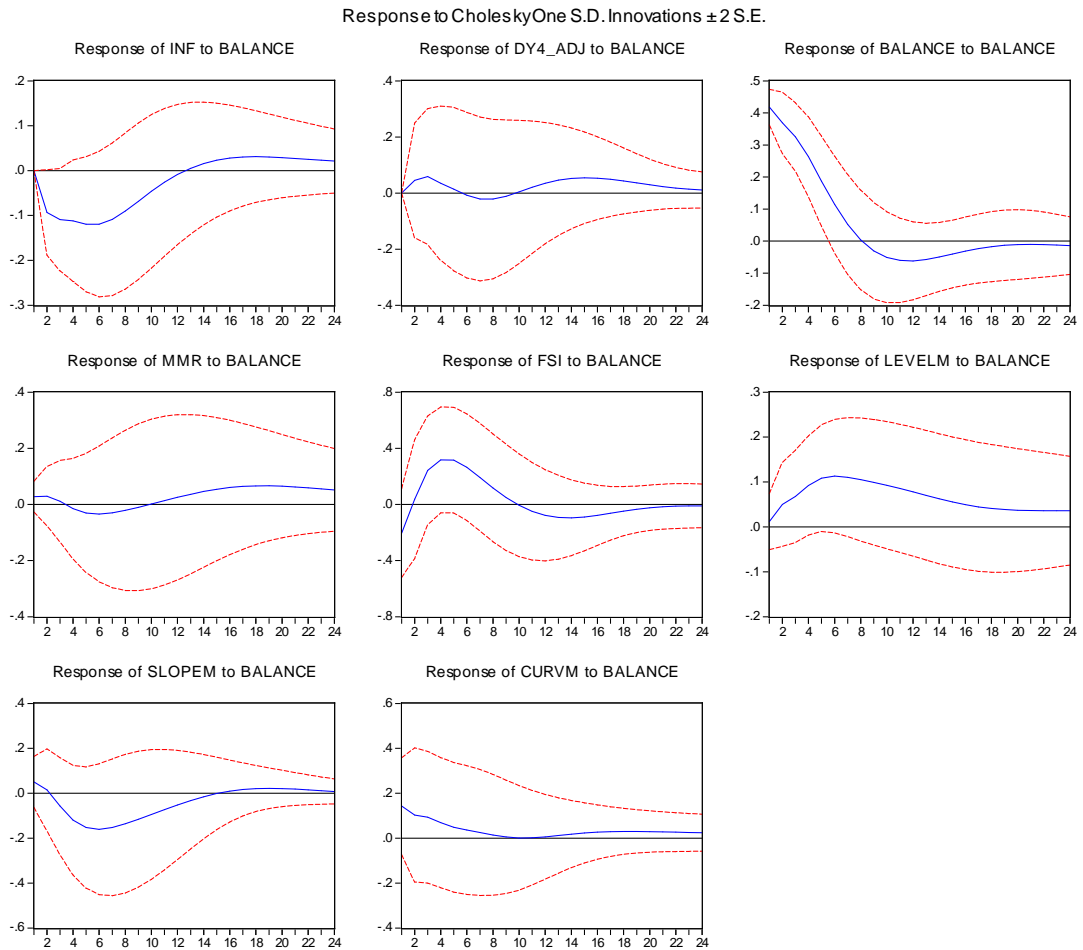 Response to Cholesky One S.D. Innovations ± 2 S.E.
Response of INF to BALANCE
.2
.1
.0
-.1
-.2
-.3
2 4 6 8 10 12 14 16 18 20 22 24
Response of DY4_ADJ to BALANCE
.4
.2
.0
-.2
-.4
2 4 6 8 10 12 14 16 18 20 22 24
Response of BALANCE to BALANCE
.5
.4
.3
.2
.1
.0
-.1
-.2
2 4 6 8 10 12 14 16 18 20 22 24
Response of MMR to BALANCE
.4
.2
.0
-.2
-.4
2 4 6 8 10 12 14 16 18 20 22 24
Response of FSI to BALANCE
.8
.4
.0
-.4
-.8
2 4 6 8 10 12 14 16 18 20 22 24
Response of LEVELM to BALANCE
.3
.2
.1
.0
-.1
-.2
2 4 6 8 10 12 14 16 18 20 22 24
Response of SLOPEM to BALANCE
.4
.2
.0
-.2
-.4
-.6
2 4 6 8 10 12 14 16 18 20 22 24
Response of CURVM to BALANCE
.6
.4
.2
.0
-.2
-.4
2 4 6 8 10 12 14 16 18 20 22 24